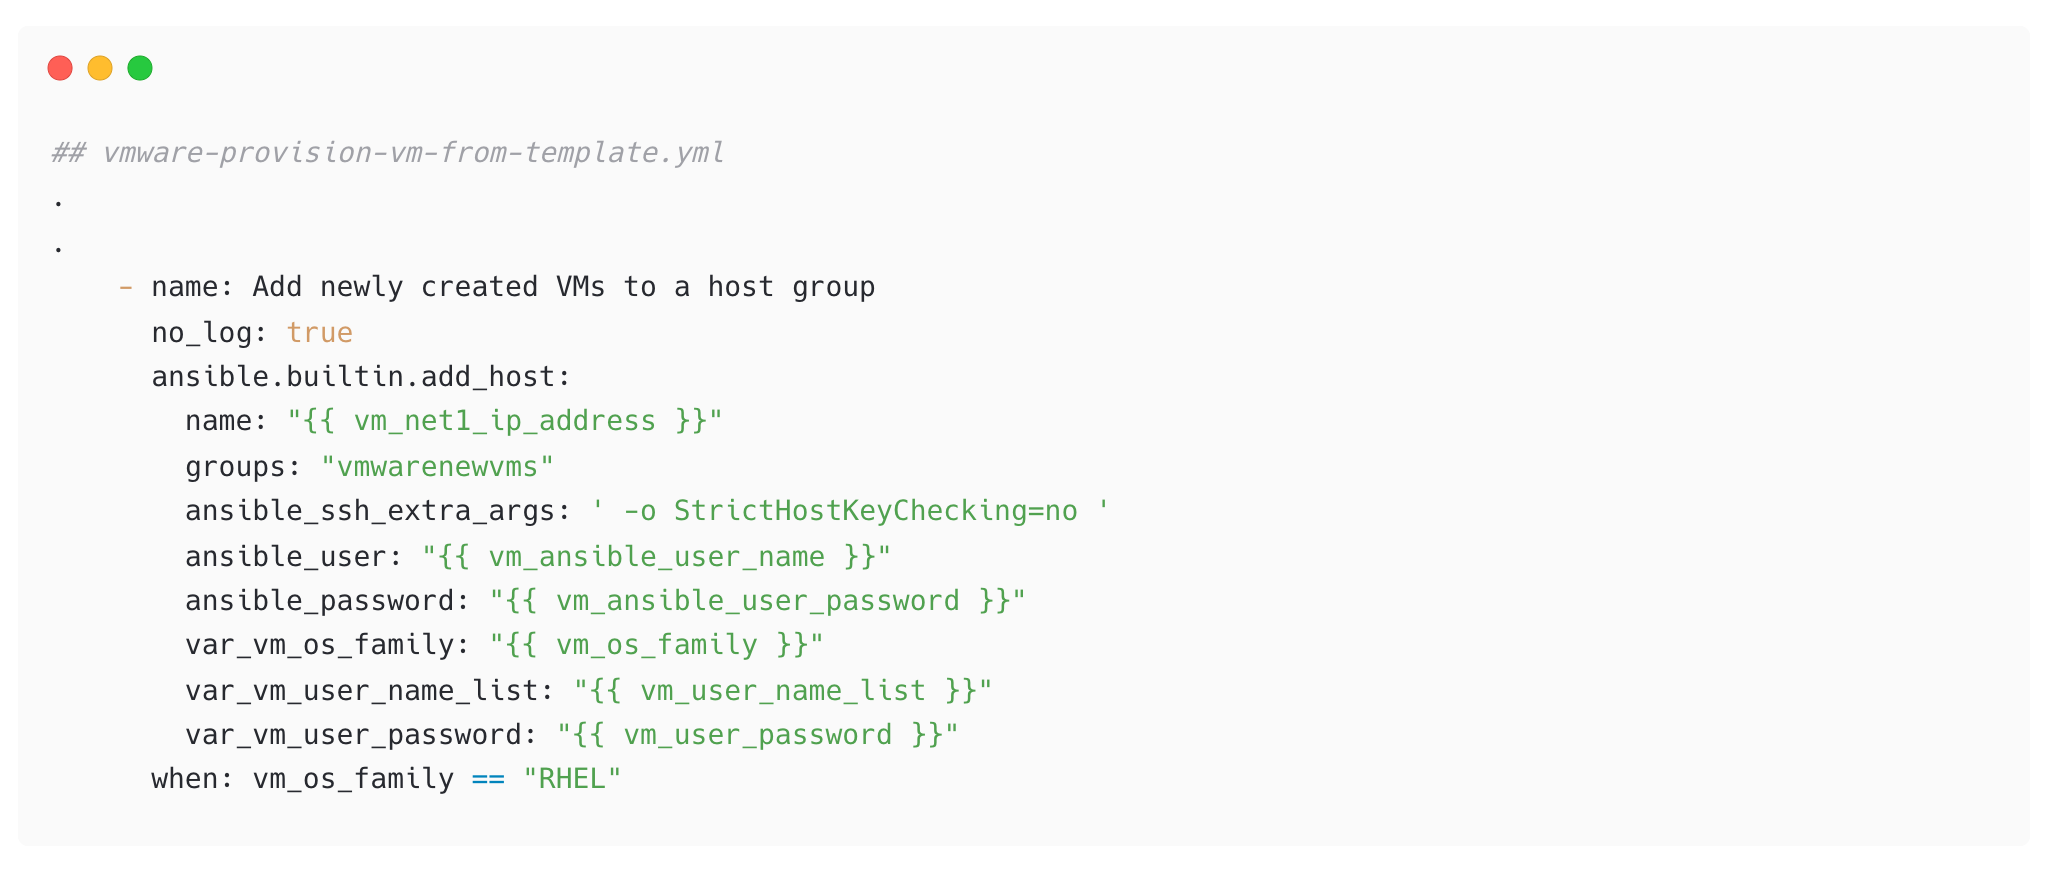 ## vmware-provision-vm-from-template.yml
.
.
    - name: Add newly created VMs to a host group
      no_log: true
      ansible.builtin.add_host:
        name: "{{ vm_net1_ip_address }}"
        groups: "vmwarenewvms"
        ansible_ssh_extra_args: ' -o StrictHostKeyChecking=no '
        ansible_user: "{{ vm_ansible_user_name }}"
        ansible_password: "{{ vm_ansible_user_password }}"
        var_vm_os_family: "{{ vm_os_family }}"
        var_vm_user_name_list: "{{ vm_user_name_list }}"
        var_vm_user_password: "{{ vm_user_password }}"
      when: vm_os_family == "RHEL"